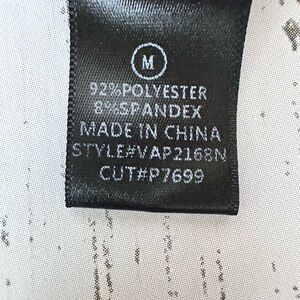 M
92%POLYESTER
8%SPANDEX
MADE IN CHINA
STYLE#VAP2168N
CUT#P7699